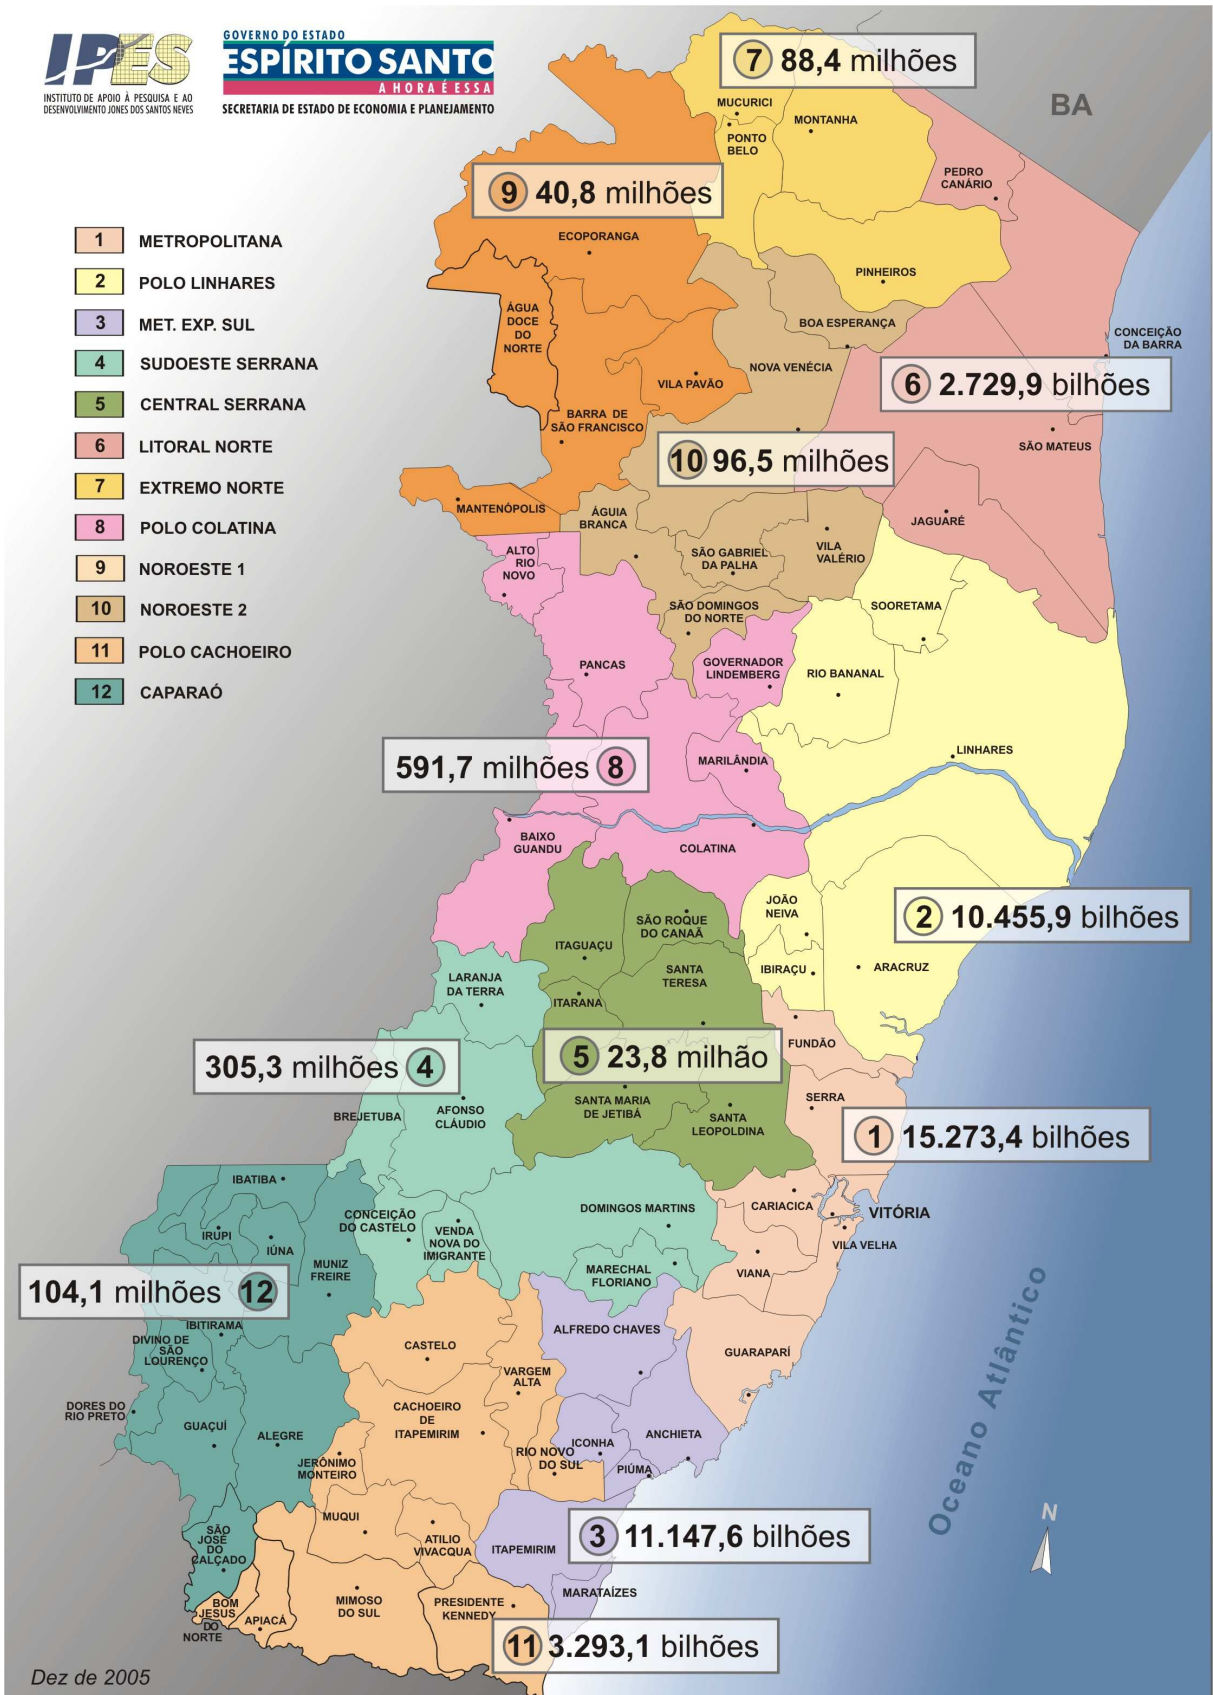 IPES
INSTITUTO DE APOIO À PESQUISA E AO
DESENVOLVIMENTO JONES DOS SANTOS NEVES
GOVERNO DO ESTADO
ESPÍRITO SANTO
A HORA É ESSA
SECRETARIA DE ESTADO DE ECONOMIA E PLANEJAMENTO
7 88,4 milhões
BA
MUCURICI
MONTANHA
PONTO
BELO
PEDRO
CANÁRIO
9 40,8 milhões
ECOPORANGA
PINHEIROS
1 METROPOLITANA
2 POLO LINHARES
3 MET. EXP. SUL
4 SUDOESTE SERRANA
5 CENTRAL SERRANA
6 LITORAL NORTE
7 EXTREMO NORTE
8 POLO COLATINA
9 NOROESTE 1
10 NOROESTE 2
11 POLO CACHOEIRO
12 CAPARAÓ
ÁGUA
DOCE
DO
NORTE
BOA ESPERANÇA
CONCEIÇÃO
DA BARRA
NOVA VENÉCIA
VILA PAVÃO
6 2.729,9 bilhões
BARRA DE
SÃO FRANCISCO
SÃO MATEUS
10 96,5 milhões
MANTENÓPOLIS
ÁGUIA
BRANCA
JAGUARÉ
ALTO
RIO
NOVO
SÃO GABRIEL
DA PALHA
VILA
VALÉRIO
SÃO DOMINGOS
DO NORTE
SOORETAMA
PANCAS
GOVERNADOR
LINDEMBERG
RIO BANANAL
LINHARES
591,7 milhões 8
MARILÂNDIA
BAIXO
GUANDU
COLATINA
JOÃO
NEIVA
2 10.455,9 bilhões
SÃO ROQUE
DO CANAÃ
ITAGUAÇU
IBIRAÇU
ARACRUZ
LARANJA
DA TERRA
SANTA
TERESA
ITARANA
FUNDÃO
305,3 milhões 4
5 23,8 milhão
SERRA
BREJETUBA
AFONSO
CLÁUDIO
SANTA MARIA
DE JETIBÁ
SANTA
LEOPOLDINA
1 15.273,4 bilhões
IBATIBA
CARIACICA
VITÓRIA
DOMINGOS MARTINS
CONCEIÇÃO
DO CASTELO
IRUPI
IÚNA
VENDA
NOVA DO
IMIGRANTE
VILA VELHA
MUNIZ
FREIRE
MARECHAL
FLORIANO
VIANA
104,1 milhões 12
IBITIRAMA
DIVINO DE
SÃO
LOURENÇO
ALFREDO CHAVES
CASTELO
GUARAPARÍ
VARGEM
ALTA
DORES DO
RIO PRETO
GUAÇUÍ
ALEGRE
CACHOEIRO
DE
ITAPEMIRIM
ICONHA
ANCHIETA
RIO NOVO
DO SUL
JERÔNIMO
MONTEIRO
PIÚMA
Oceano Atlântico
N
MUQUI
ATILIO
VIVACQUA
ITAPEMIRIM
3 11.147,6 bilhões
SÃO
JOSÉ
DO
CALÇADO
MARATAÍZES
MIMOSO
DO SUL
PRESIDENTE
KENNEDY
BOM
JESUS
DO
NORTE
APIACÁ
11 3.293,1 bilhões
Dez de 2005